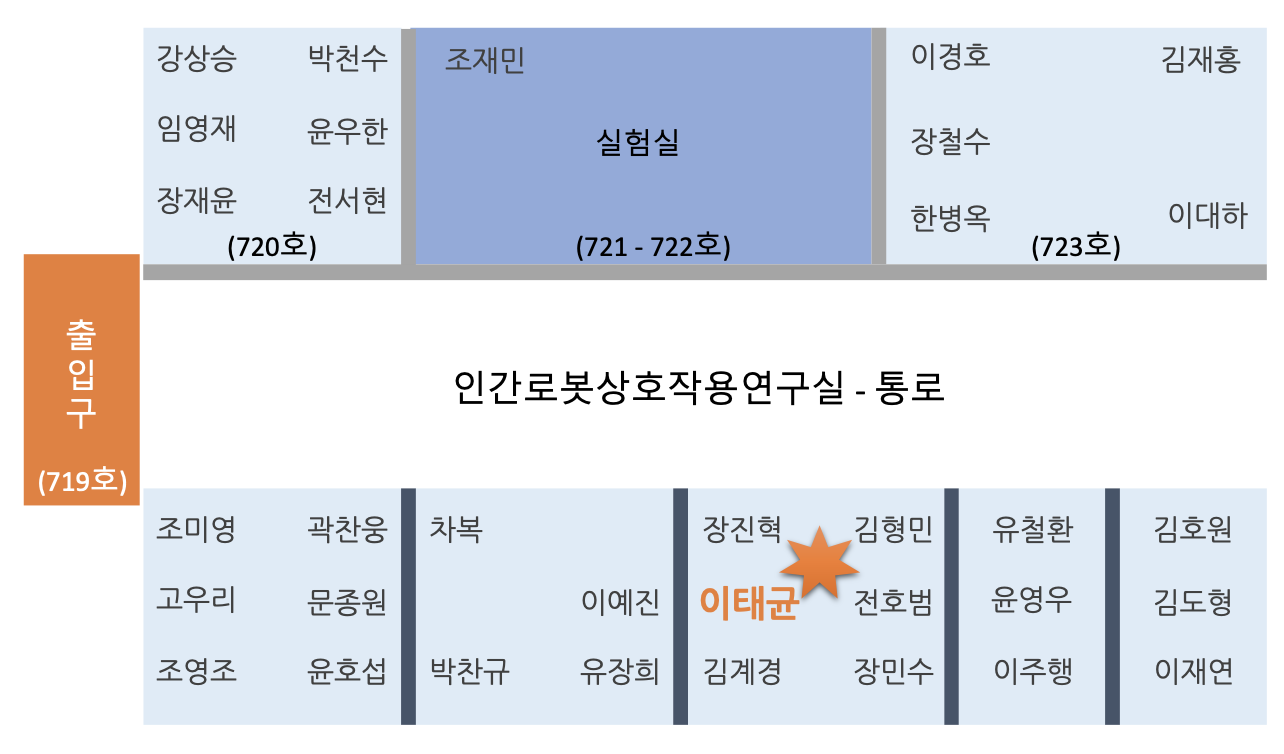 강상승 박천수
임영재 윤우한
장재윤 전서현
(720호)
조재민
실험실
(721 - 722호)
이경호 김재홍
장철수
한병옥 이대하
(723호)
출
입
구
(719호)
인간로봇상호작용연구실 - 통로
조미영 곽찬웅
고우리 문종원
조영조 윤호섭
차복
이예진
박찬규 유장희
장진혁 김형민
이태균 전호범
김계경 장민수
유철환
윤영우
이주행
김호원
김도형
이재연